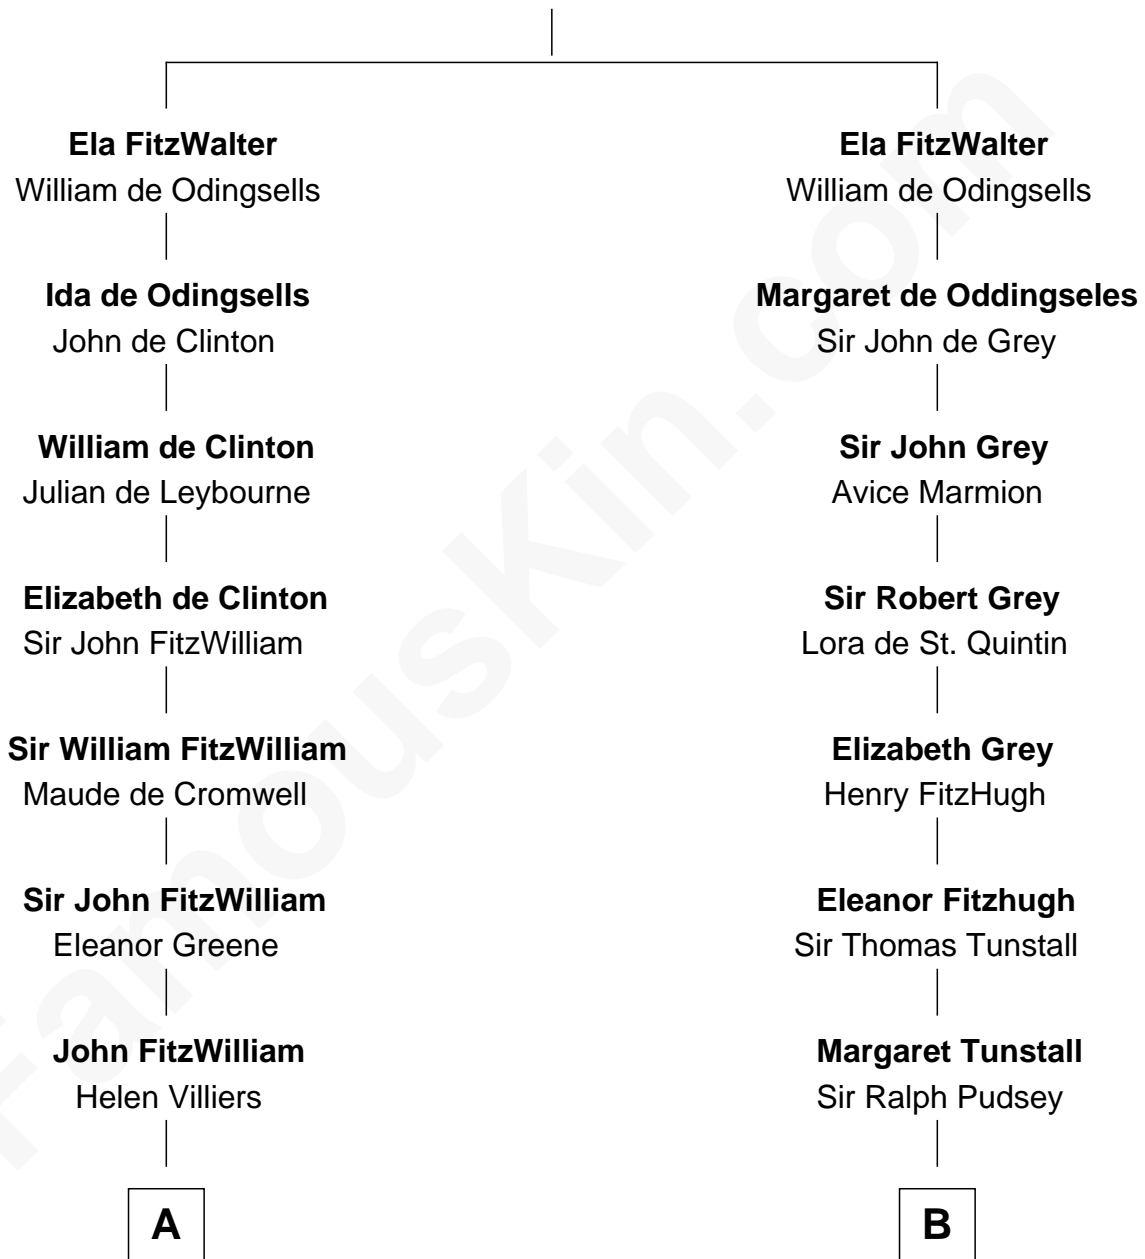 Ela FitzWalter
William de Odingsells
Ida de Odingsells
John de Clinton
William de Clinton
Julian de Leybourne
Elizabeth de Clinton
Sir John FitzWilliam
Sir William FitzWilliam
Maude de Cromwell
Sir John FitzWilliam
Eleanor Greene
John FitzWilliam
Helen Villiers
A
Ela FitzWalter
William de Odingsells
Margaret de Oddingseles
Sir John de Grey
Sir John Grey
Avice Marmion
Sir Robert Grey
Lora de St. Quintin
Elizabeth Grey
Henry FitzHugh
Eleanor Fitzhugh
Sir Thomas Tunstall
Margaret Tunstall
Sir Ralph Pudsey
B
FamousKin.com